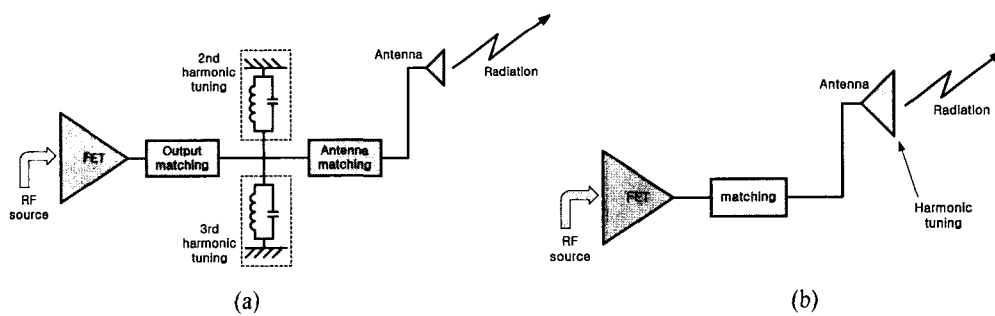 2nd
harmonic
tuning
Antenna
Radiation
FET
Output
matching
Antenna
matching
RF
source
3rd
harmonic
tuning
(a)
Antenna
Radiation
FET
matching
RF
source
Harmonic
tuning
(b)